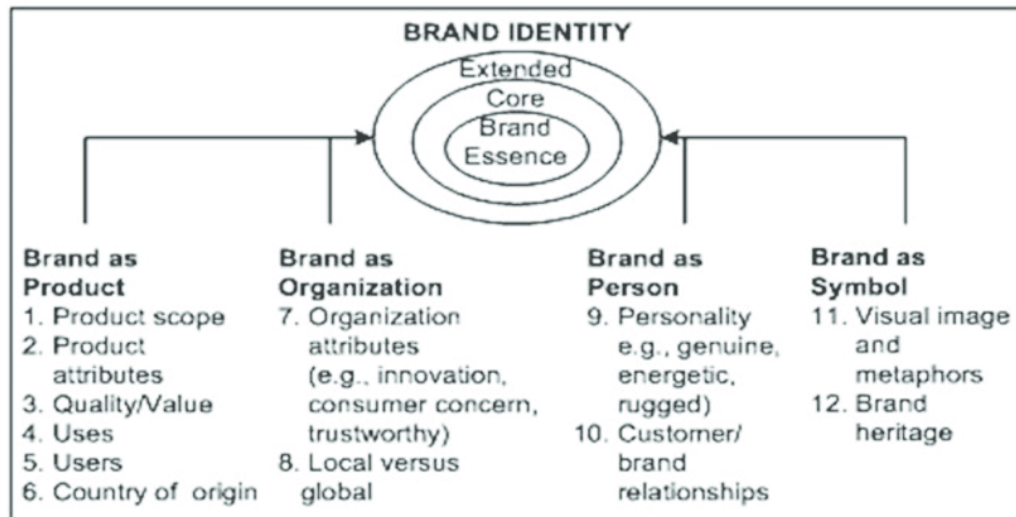 BRAND IDENTITY
Extended
Core
Brand
Essence
Brand as
Product
1. Product scope
2. Product
attributes
3. Quality/Value
4. Uses
5. Users
6. Country of origin
Brand as
Organization
7. Organization
attributes
(e.g., innovation,
consumer concern,
trustworthy)
8. Local versus
global
Brand as
Person
9. Personality
e.g., genuine,
energetic,
rugged)
10. Customer/
brand
relationships
Brand as
Symbol
11. Visual image
and
metaphors
12. Brand
heritage